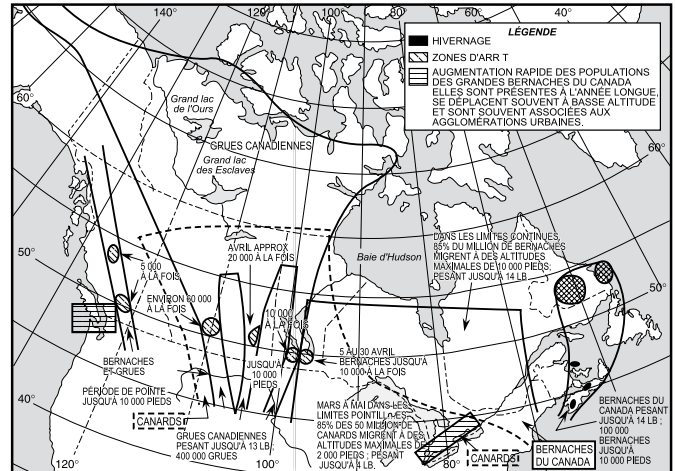 140°
120°
100°
80°
60°
LÉGENDE
HIVERNAGE
ZONES D'ARR T
AUGMENTATION RAPIDE DES POPULATIONS
DES GRANDES BERNACHES DU CANADA
ELLES SONT PRÉSENTES À L'ANNÉE LONGUE,
SE DÉPLACENT SOUVENT À BASSE ALTITUDE
ET SONT SOUVENT ASSOCIÉES AUX
AGGLOMÉRATIONS URBAINES.
60°
Grand lac
de l'Ours
GRUES CANADIENNES
Grand lac
des Esclaves
60°
50°
5 000
À LA FOIS
ENVIRON 60 000
À LA FOIS
AVRIL APPROX
20 000 À LA FOIS
Baie d'Hudson
DANS LES LIMITES CONTINUES,
85% DU MILLION DE BERNACHES
MIGRENT À DES ALTITUDES
MAXIMALES DE 10 000 PIEDS;
PESANT JUSQU'À 14 LB.
50°
10 000
À LA FOIS
BERNACHES
ET GRUES
PÉRIODE DE POINTE
JUSQU'À 10 000 PIEDS
JUSQU'À
10 000
PIEDS
5 AU 30 AVRIL
BERNACHES JUSQU'À
10 000 À LA FOIS
40°
CANARDS
GRUES CANADIENNES
PESANT JUSQU'À 13 LB;
400 000 GRUES
MARS À MAI DANS LES
LIMITES POINTILLÉES,
85% DES 50 MILLION DE
CANARDS MIGRENT À DES
ALTITUDES MAXIMALES DE
2 000 PIEDS; PESANT
JUSQU'À 4 LB.
CANARDS
BERNACHES
DU CANADA
BERNACHES DU
CANADA PESANT
JUSQU'À 14 LB;
100 000
BERNACHES
JUSQU'À
10 000 PIEDS
40°
120°
100°
80°